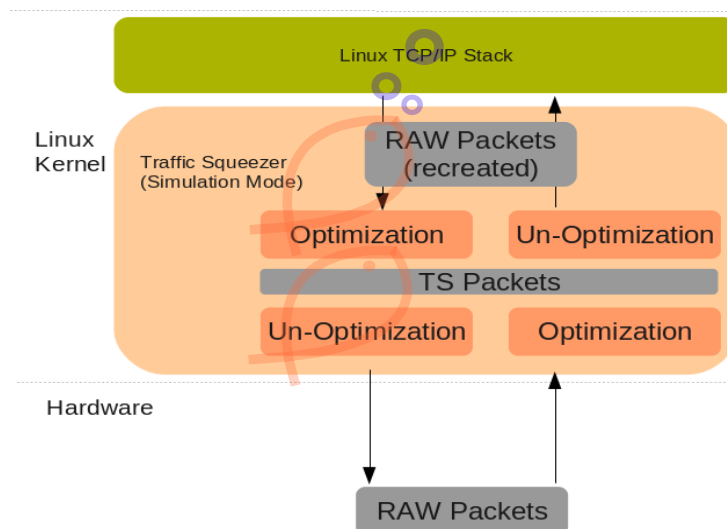 Linux TCP/IP Stack
Linux
Kernel
Traffic Squeezer
(Simulation Mode)
RAW Packets
(recreated)
Optimization
Un-Optimization
TS Packets
Un-Optimization
Optimization
Hardware
RAW Packets